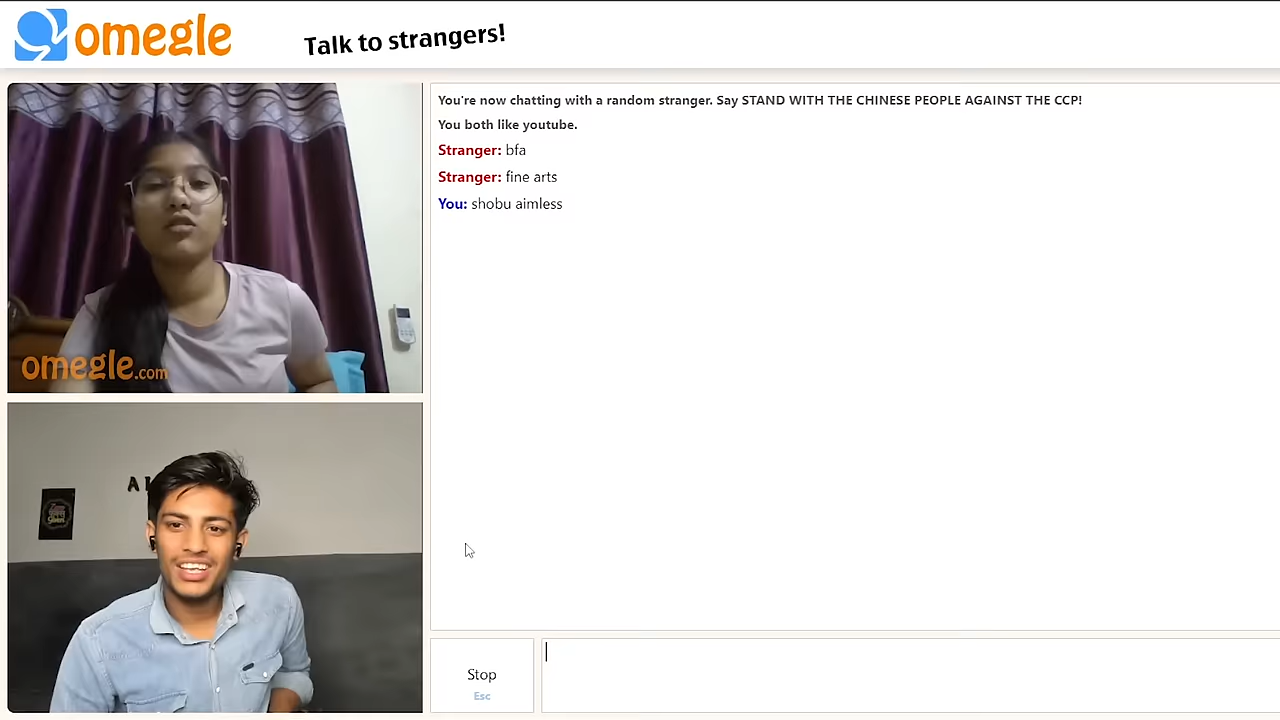 omegle
Talk to strangers!
You're now chatting with a random stranger. Say STAND WITH THE CHINESE PEOPLE AGAINST THE CCP!
You both like youtube.
Stranger: bfa
Stranger: fine arts
You: shobu aimless
omegle.com
Stop
Esc